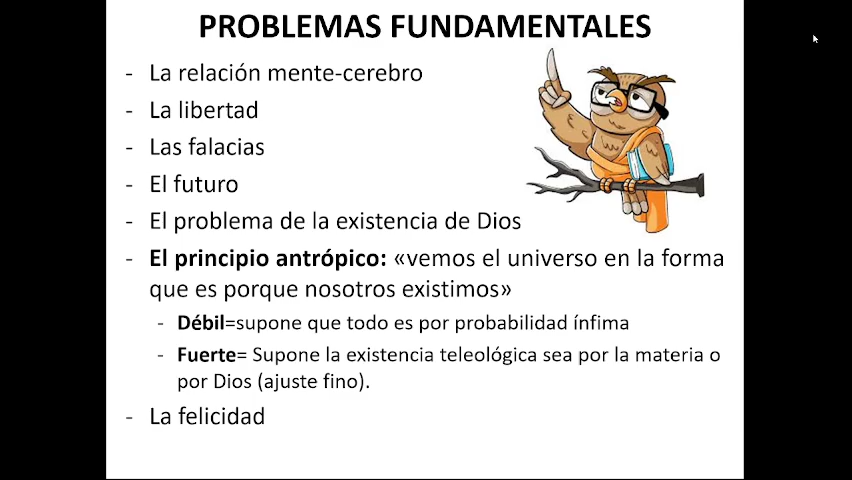 PROBLEMAS FUNDAMENTALES
- La relación mente-cerebro
- La libertad
- Las falacias
- El futuro
- El problema de la existencia de Dios
- El principio antrópico: «vemos el universo en la forma
que es porque nosotros existimos»
- Débil=supone que todo es por probabilidad ínfima
- Fuerte= Supone la existencia teleológica sea por la materia o
por Dios (ajuste fino).
- La felicidad